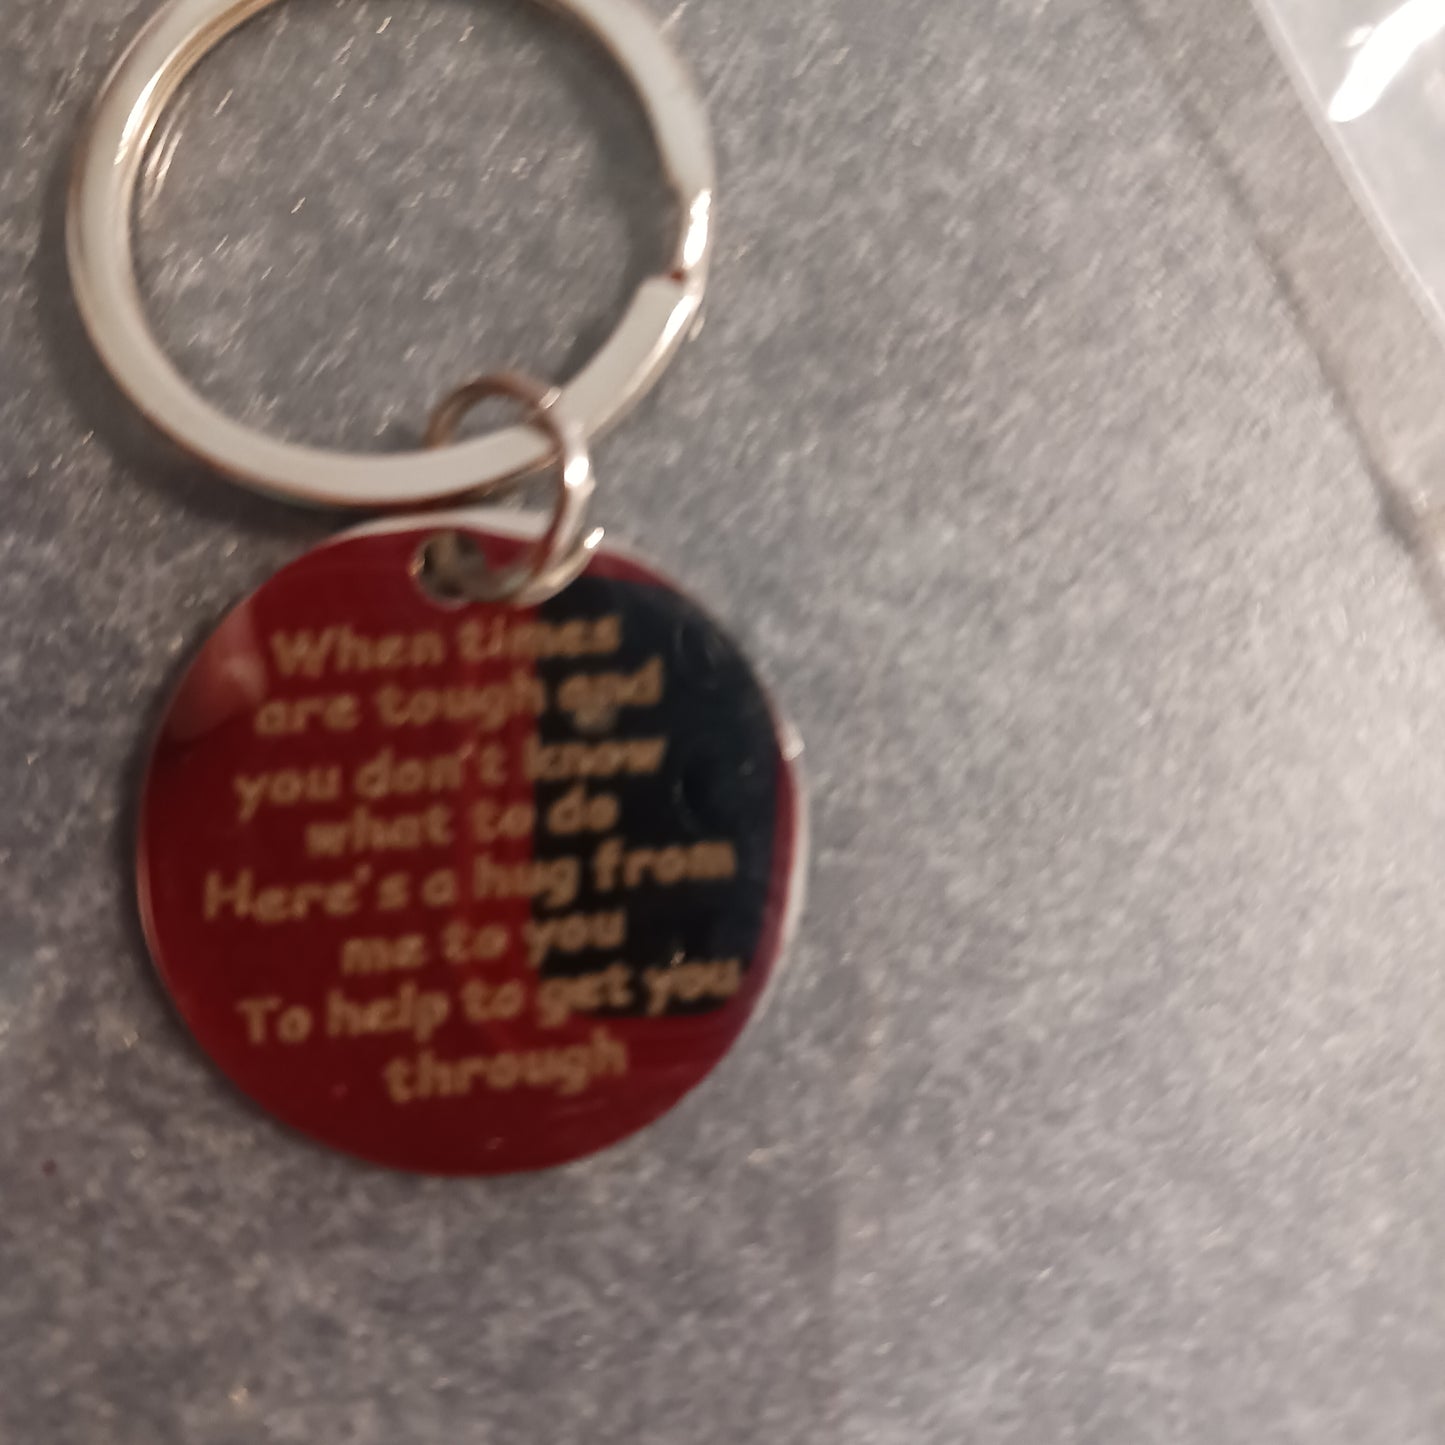 When times
are tough and
you don't know
what to do
Here's a hug from
me to you
To help to get you
through